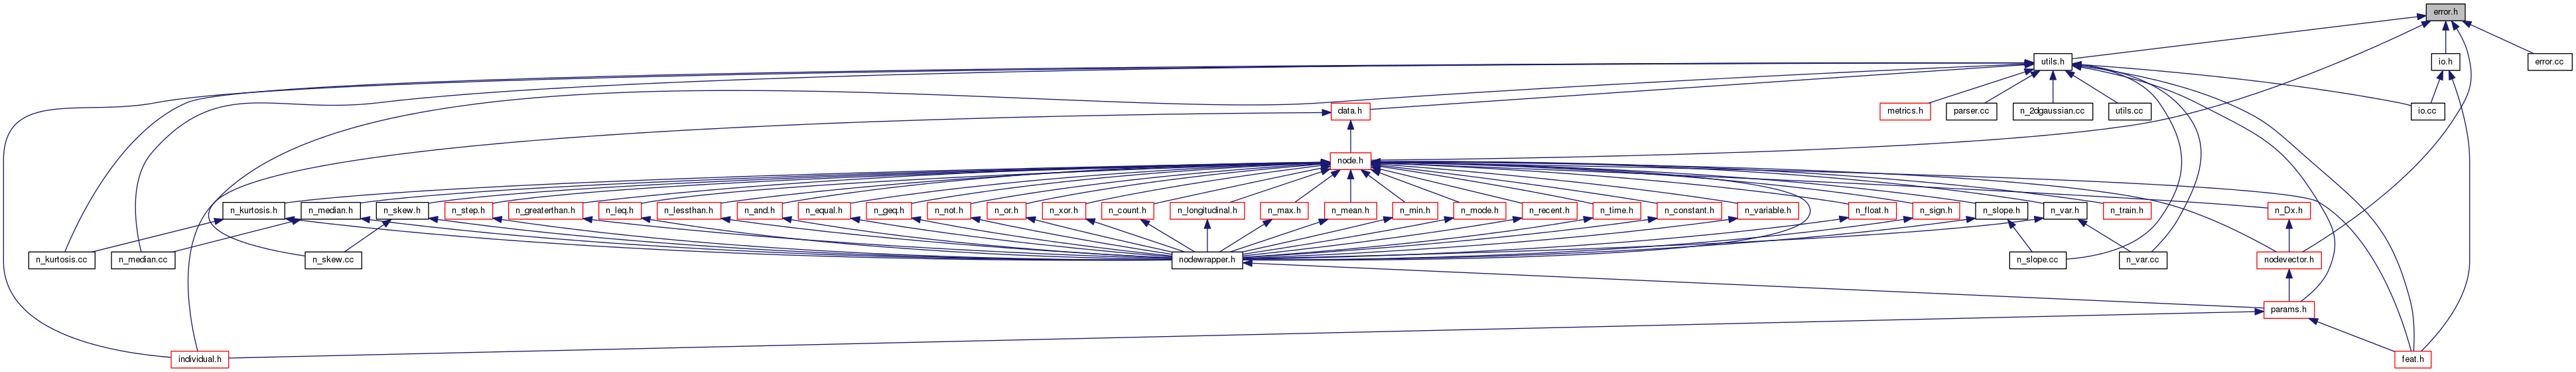 error.h
utils.h
io.h
error.cc
data.h
metrics.h
parser.cc
n_2dgaussian.cc
utils.cc
io.cc
node.h
n_kurtosis.h
n_median.h
n_skew.h
n_step.h
n_greaterthan.h
n_leq.h
n_lessthan.h
n_and.h
n_equal.h
n_geq.h
n_not.h
n_or.h
n_xor.h
n_count.h
n_longitudinal.h
n_max.h
n_mean.h
n_min.h
n_mode.h
n_recent.h
n_time.h
n_constant.h
n_variable.h
n_float.h
n_sign.h
n_slope.h
n_var.h
n_train.h
n_Dx.h
n_kurtosis.cc
n_median.cc
n_skew.cc
nodewrapper.h
n_slope.cc
n_var.cc
nodevector.h
params.h
individual.h
feat.h